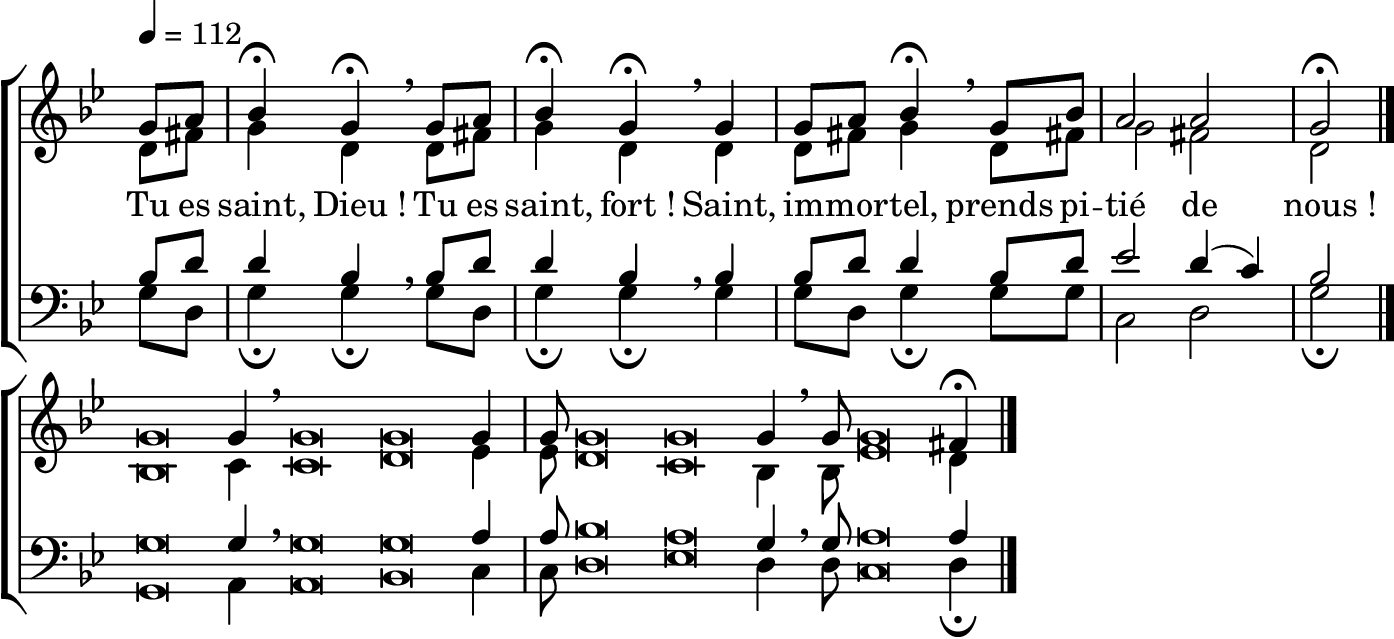 ♩ = 112
Tu es saint, Dieu ! Tu es saint, fort ! Saint, immortel, prends pi - tié de nous !